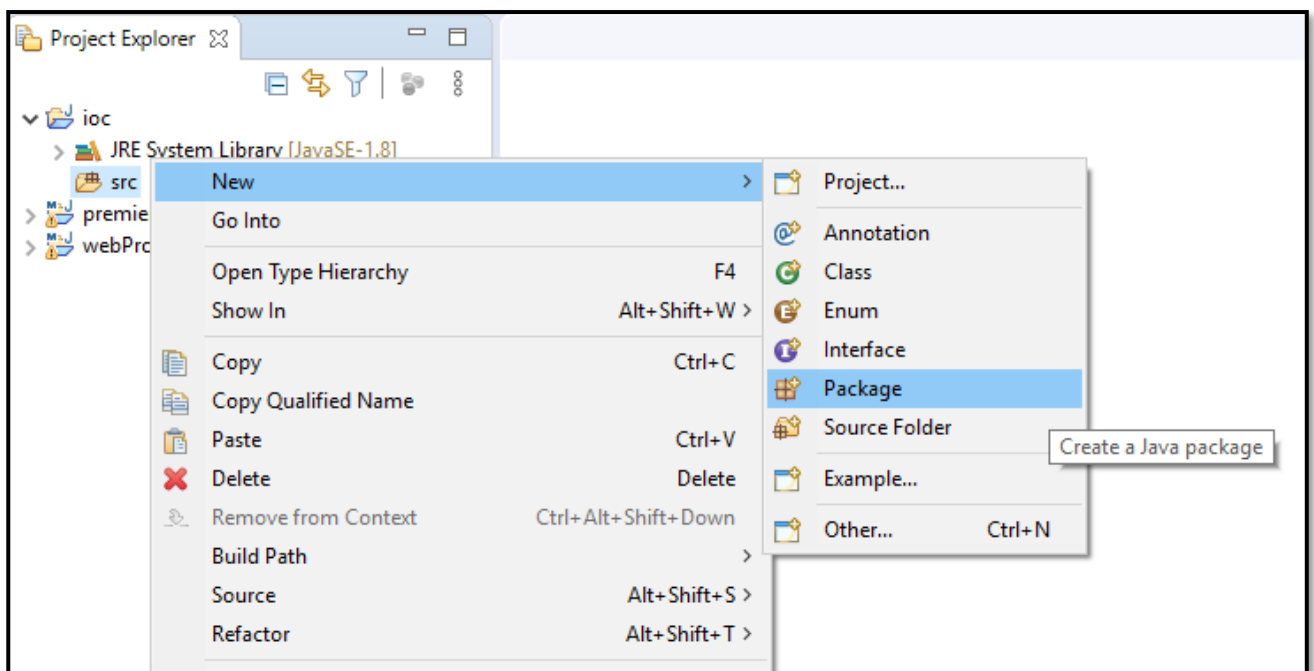 Project Explorer
ioc
JRE System Library [JavaSE-1.8]
src
premie
webPro
New
Go Into
Open Type Hierarchy F4
Show In Alt+Shift+W >
Copy Ctrl+C
Copy Qualified Name
Paste Ctrl+V
Delete Delete
Remove from Context Ctrl+Alt+Shift+Down
Build Path >
Source Alt+Shift+S >
Refactor Alt+Shift+T >
Project...
Annotation
Class
Enum
Interface
Package
Source Folder
Example...
Other... Ctrl+N
Create a Java package